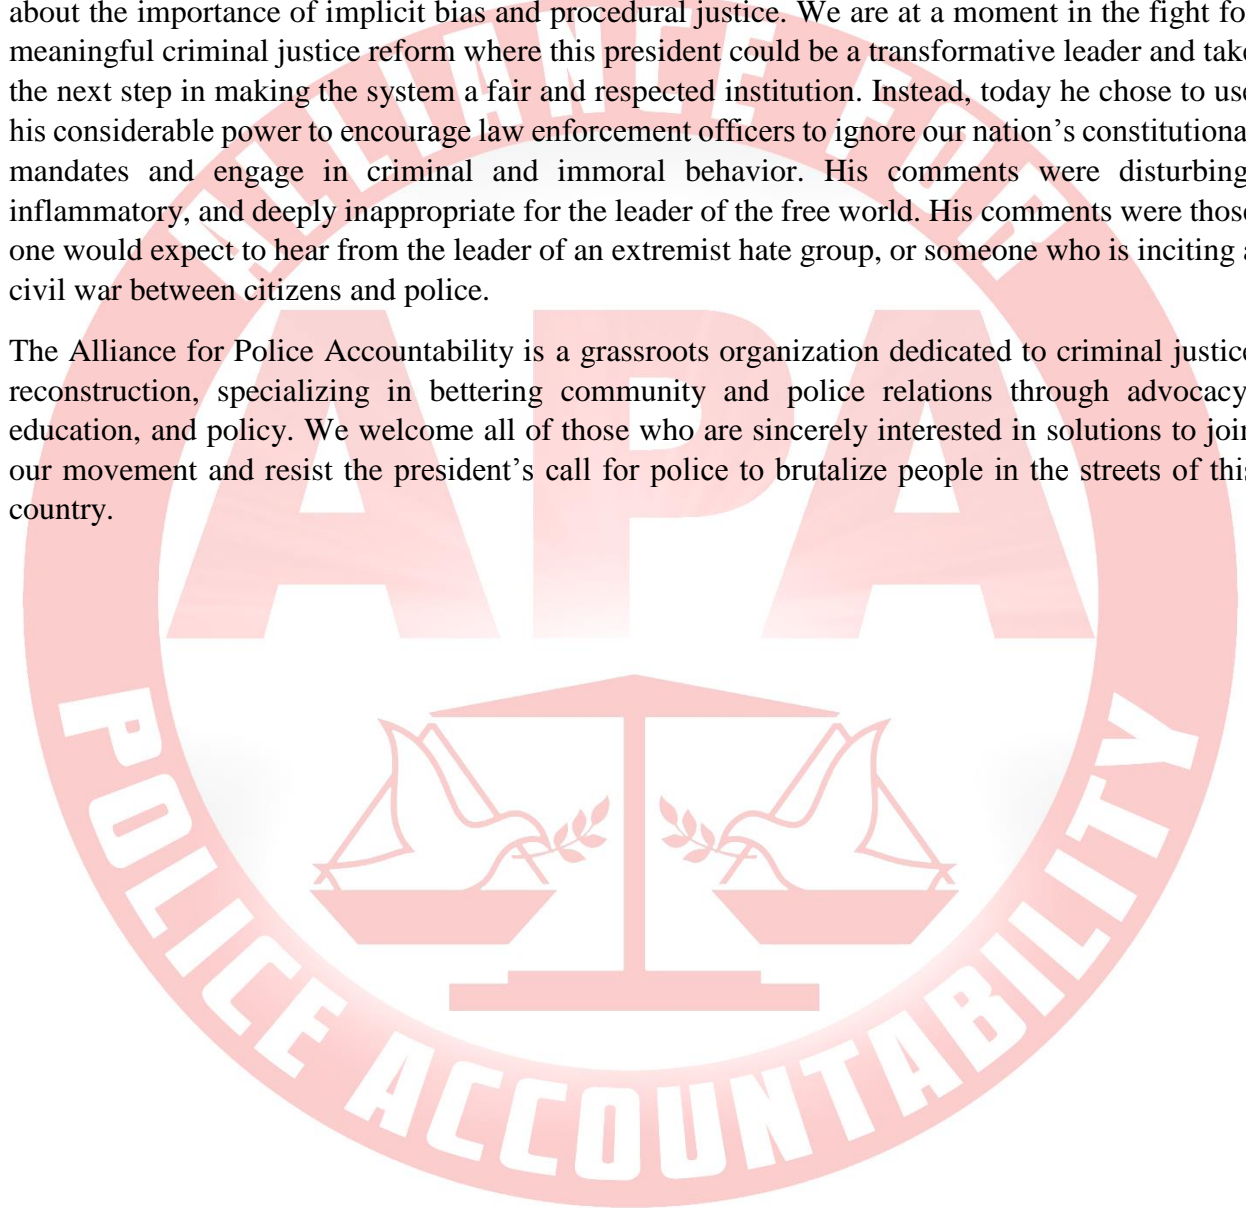 about the importance of implicit bias and procedural justice. We are at a moment in the fight fo
meaningful criminal justice reform where this president could be a transformative leader and take
the next step in making the system a fair and respected institution. Instead, today he chose to use
his considerable power to encourage law enforcement officers to ignore our nation’s constitutiona
mandates and engage in criminal and immoral behavior. His comments were disturbing
inflammatory, and deeply inappropriate for the leader of the free world. His comments were those
one would expect to hear from the leader of an extremist hate group, or someone who is inciting a
civil war between citizens and police.
The Alliance for Police Accountability is a grassroots organization dedicated to criminal justice
reconstruction, specializing in bettering community and police relations through advocacy
education, and policy. We welcome all of those who are sincerely interested in solutions to join
our movement and resist the president’s call for police to brutalize people in the streets of this
country.
ALLIANCE FOR
APA
POLICE ACCOUNTABILITY